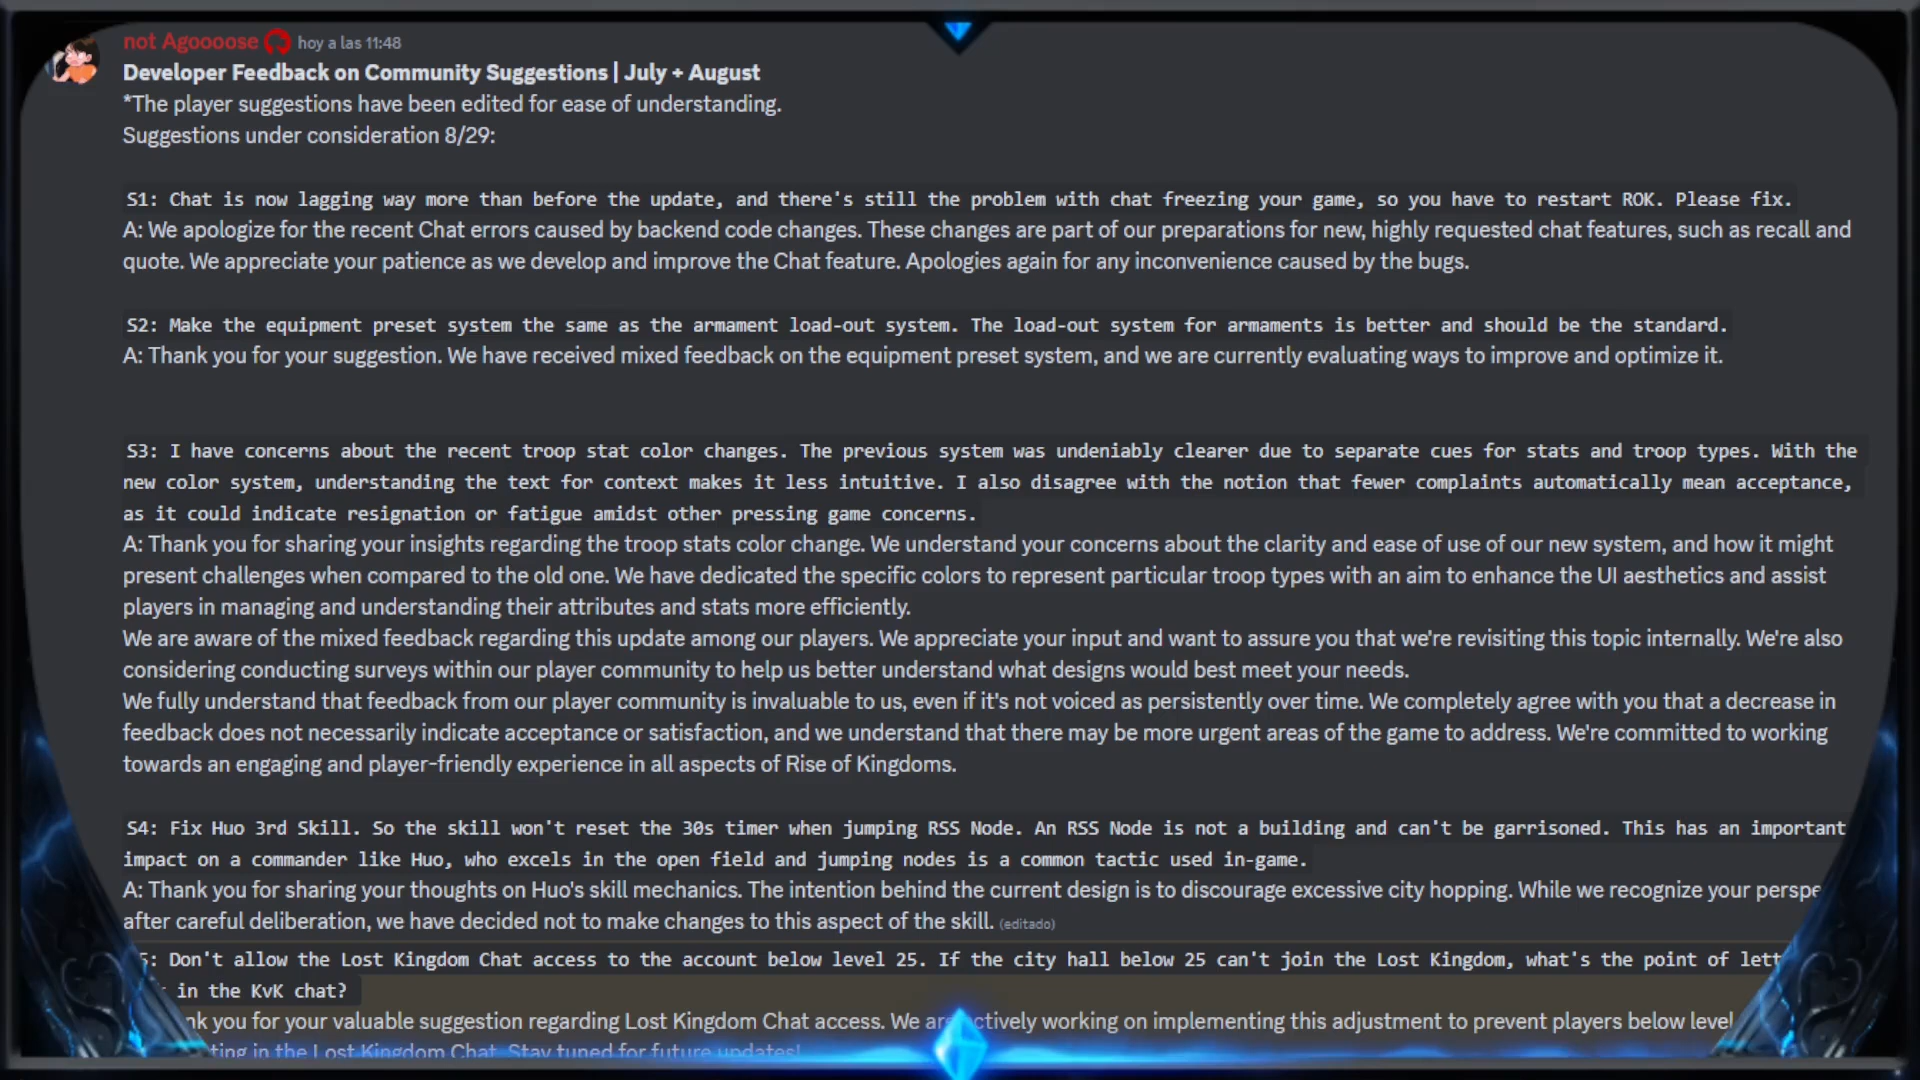 not Agoooose hoy a las 11:48
Developer Feedback on Community Suggestions | July + August
*The player suggestions have been edited for ease of understanding.
Suggestions under consideration 8/29:
S1: Chat is now lagging way more than before the update, and there's still the problem with chat freezing your game, so you have to restart ROK. Please fix.
A: We apologize for the recent Chat errors caused by backend code changes. These changes are part of our preparations for new, highly requested chat features, such as recall and
quote. We appreciate your patience as we develop and improve the Chat feature. Apologies again for any inconvenience caused by the bugs.
S2: Make the equipment preset system the same as the armament load-out system. The load-out system for armaments is better and should be the standard.
A: Thank you for your suggestion. We have received mixed feedback on the equipment preset system, and we are currently evaluating ways to improve and optimize it.
S3: I have concerns about the recent troop stat color changes. The previous system was undeniably clearer due to separate cues for stats and troop types. With the
new color system, understanding the text for context makes it less intuitive. I also disagree with the notion that fewer complaints automatically mean acceptance,
as it could indicate resignation or fatigue amidst other pressing game concerns.
A: Thank you for sharing your insights regarding the troop stats color change. We understand your concerns about the clarity and ease of use of our new system, and how it might
present challenges when compared to the old one. We have dedicated the specific colors to represent particular troop types with an aim to enhance the UI aesthetics and assist
players in managing and understanding their attributes and stats more efficiently.
We are aware of the mixed feedback regarding this update among our players. We appreciate your input and want to assure you that we're revisiting this topic internally. We're also
considering conducting surveys within our player community to help us better understand what designs would best meet your needs.
We fully understand that feedback from our player community is invaluable to us, even if it's not voiced as persistently over time. We completely agree with you that a decrease in
feedback does not necessarily indicate acceptance or satisfaction, and we understand that there may be more urgent areas of the game to address. We're committed to working
towards an engaging and player-friendly experience in all aspects of Rise of Kingdoms.
S4: Fix Huo 3rd Skill. So the skill won't reset the 30s timer when jumping RSS Node. An RSS Node is not a building and can't be garrisoned. This has an important
impact on a commander like Huo, who excels in the open field and jumping nodes is a common tactic used in-game.
A: Thank you for sharing your thoughts on Huo's skill mechanics. The intention behind the current design is to discourage excessive city hopping. While we recognize your
after careful deliberation, we have decided not to make changes to this aspect of the skill. (editado)
5: Don't allow the Lost Kingdom Chat access to the account below level 25. If the city hall below 25 can't join the Lost Kingdom, what's the point of
in the KvK chat?
you for your valuable suggestion regarding Lost Kingdom Chat access. We working on implementing this adjustment to prevent players below level
in the Lost Kingdom Chat. Stay tuned for future updates!